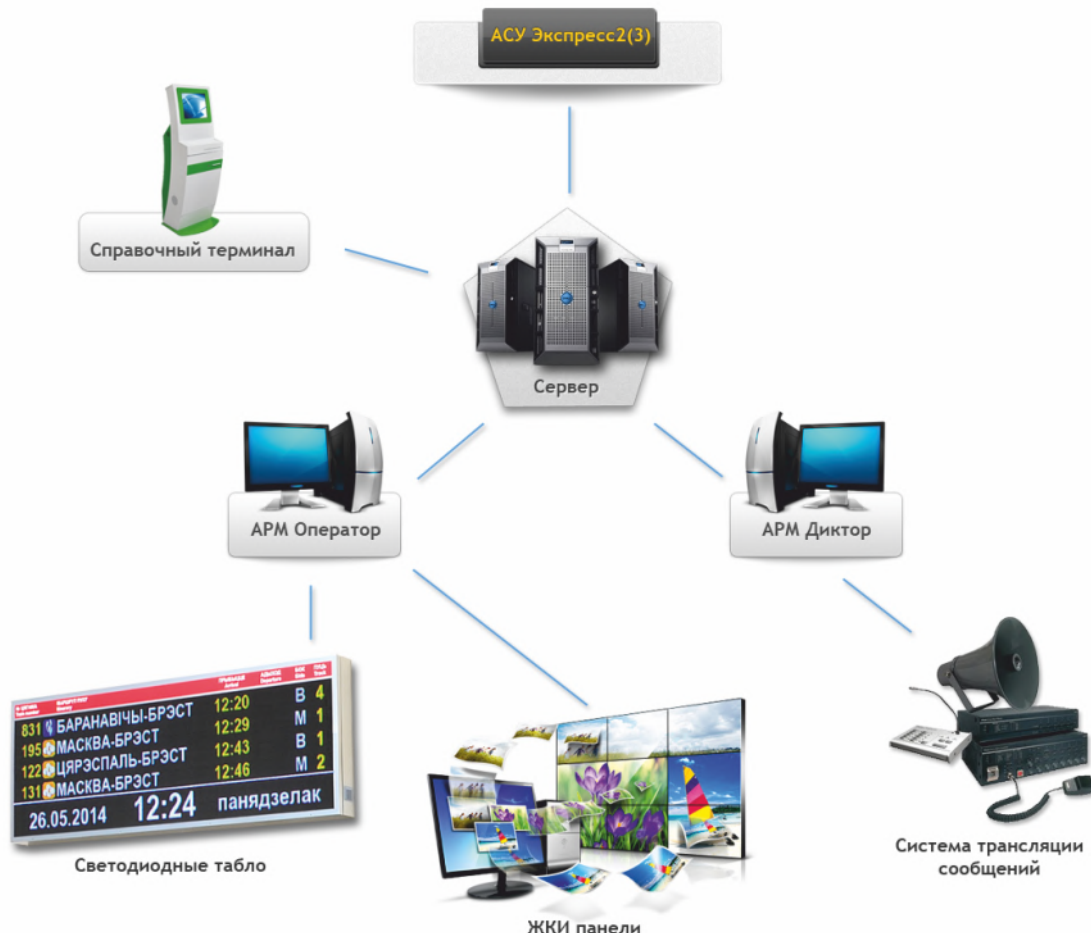 АСУ Экспресс2(3)
Справочный терминал
Сервер
АРМ Оператор
АРМ Диктор
831 БАРАНАВІЧЫ-БРЭСТ 12:20 В 4
195 МАСКВА-БРЭСТ 12:29 М 1
122 ЦЯРЭСПАЛЬ-БРЭСТ 12:43 В 1
131 МАСКВА-БРЭСТ 12:46 М 2
26.05.2014 12:24 панядзелак
Светодиодные табло
Система трансляции
сообщений
ЖКИ панели